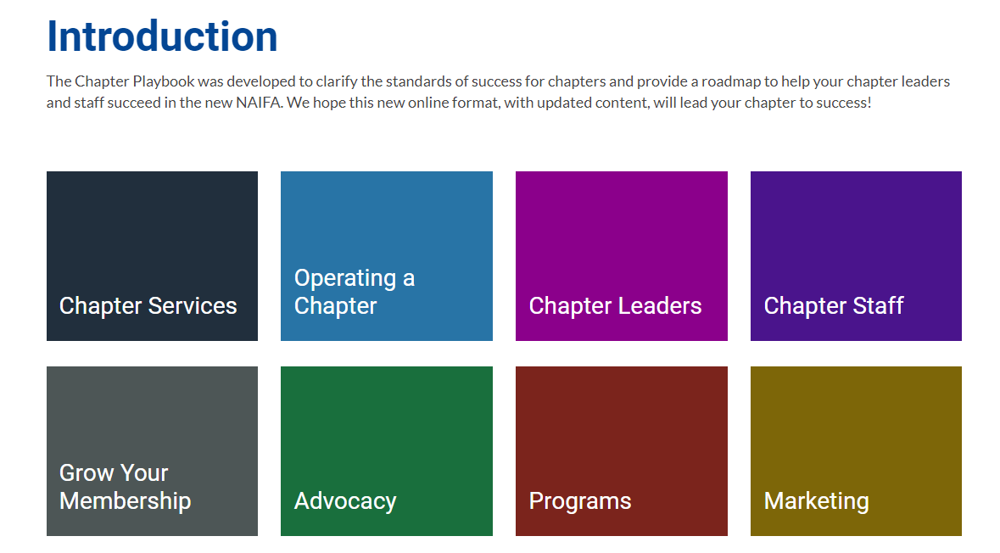 Introduction
The Chapter Playbook was developed to clarify the standards of success for chapters and provide a roadmap to help your chapter leaders
and staff succeed in the new NAIFA. We hope this new online format, with updated content, will lead your chapter to success!
Chapter Services
Operating a
Chapter
Chapter Leaders
Chapter Staff
Grow Your
Membership
Advocacy
Programs
Marketing